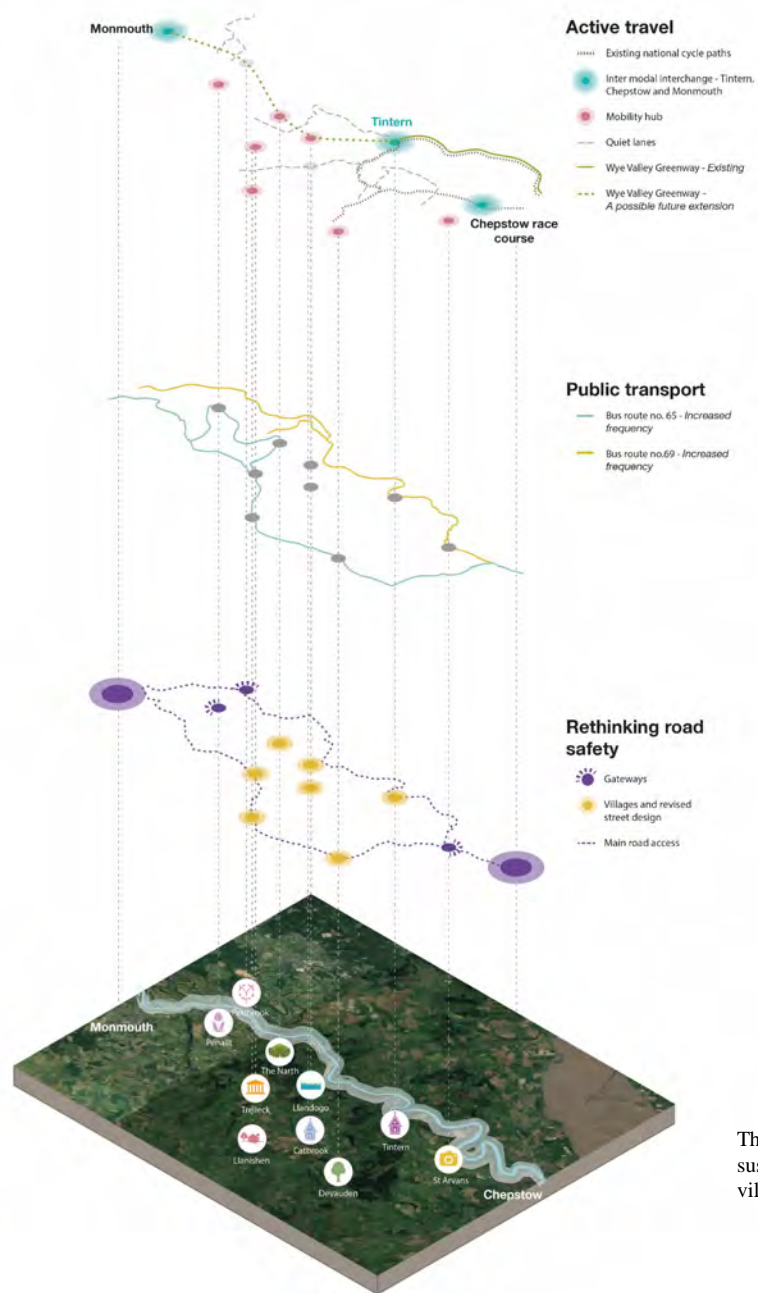 Monmouth
Active travel
Existing national cycle paths
Inter modal interchange - Tintern,
Chepstow and Monmouth
Mobility hub
Quiet lanes
Wye Valley Greenway - Existing
Wye Valley Greenway -
A possible future extension
Tintern
Chepstow race
course
Public transport
Bus route no. 65 - Increased
frequency
Bus route no.69 - Increased
frequency
Rethinking road
safety
Gateways
Villages and revised
street design
Main road access
Monmouth
Penallt
The Narth
Trelleck
Llandogo
Llanishen
Catbrook
Tintern
Devauden
St Arvans
Chepstow
Th
sus
vil